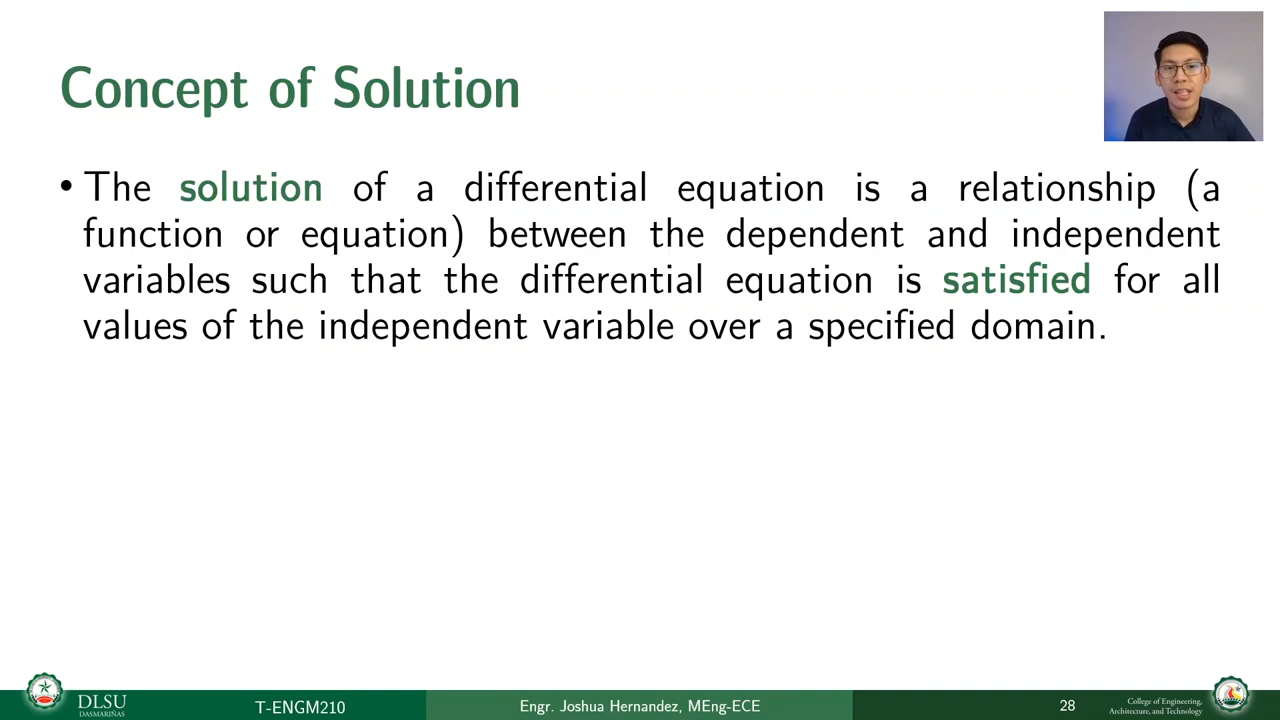 Concept of Solution
• The solution of a differential equation is a relationship (a
function or equation) between the dependent and independent
variables such that the differential equation is satisfied for all
values of the independent variable over a specified domain.
DLSU
DASMARIÑAS
T-ENGM210
Engr. Joshua Hernandez, MEng-ECE
28
College of Engineering,
Architecture, and Technology